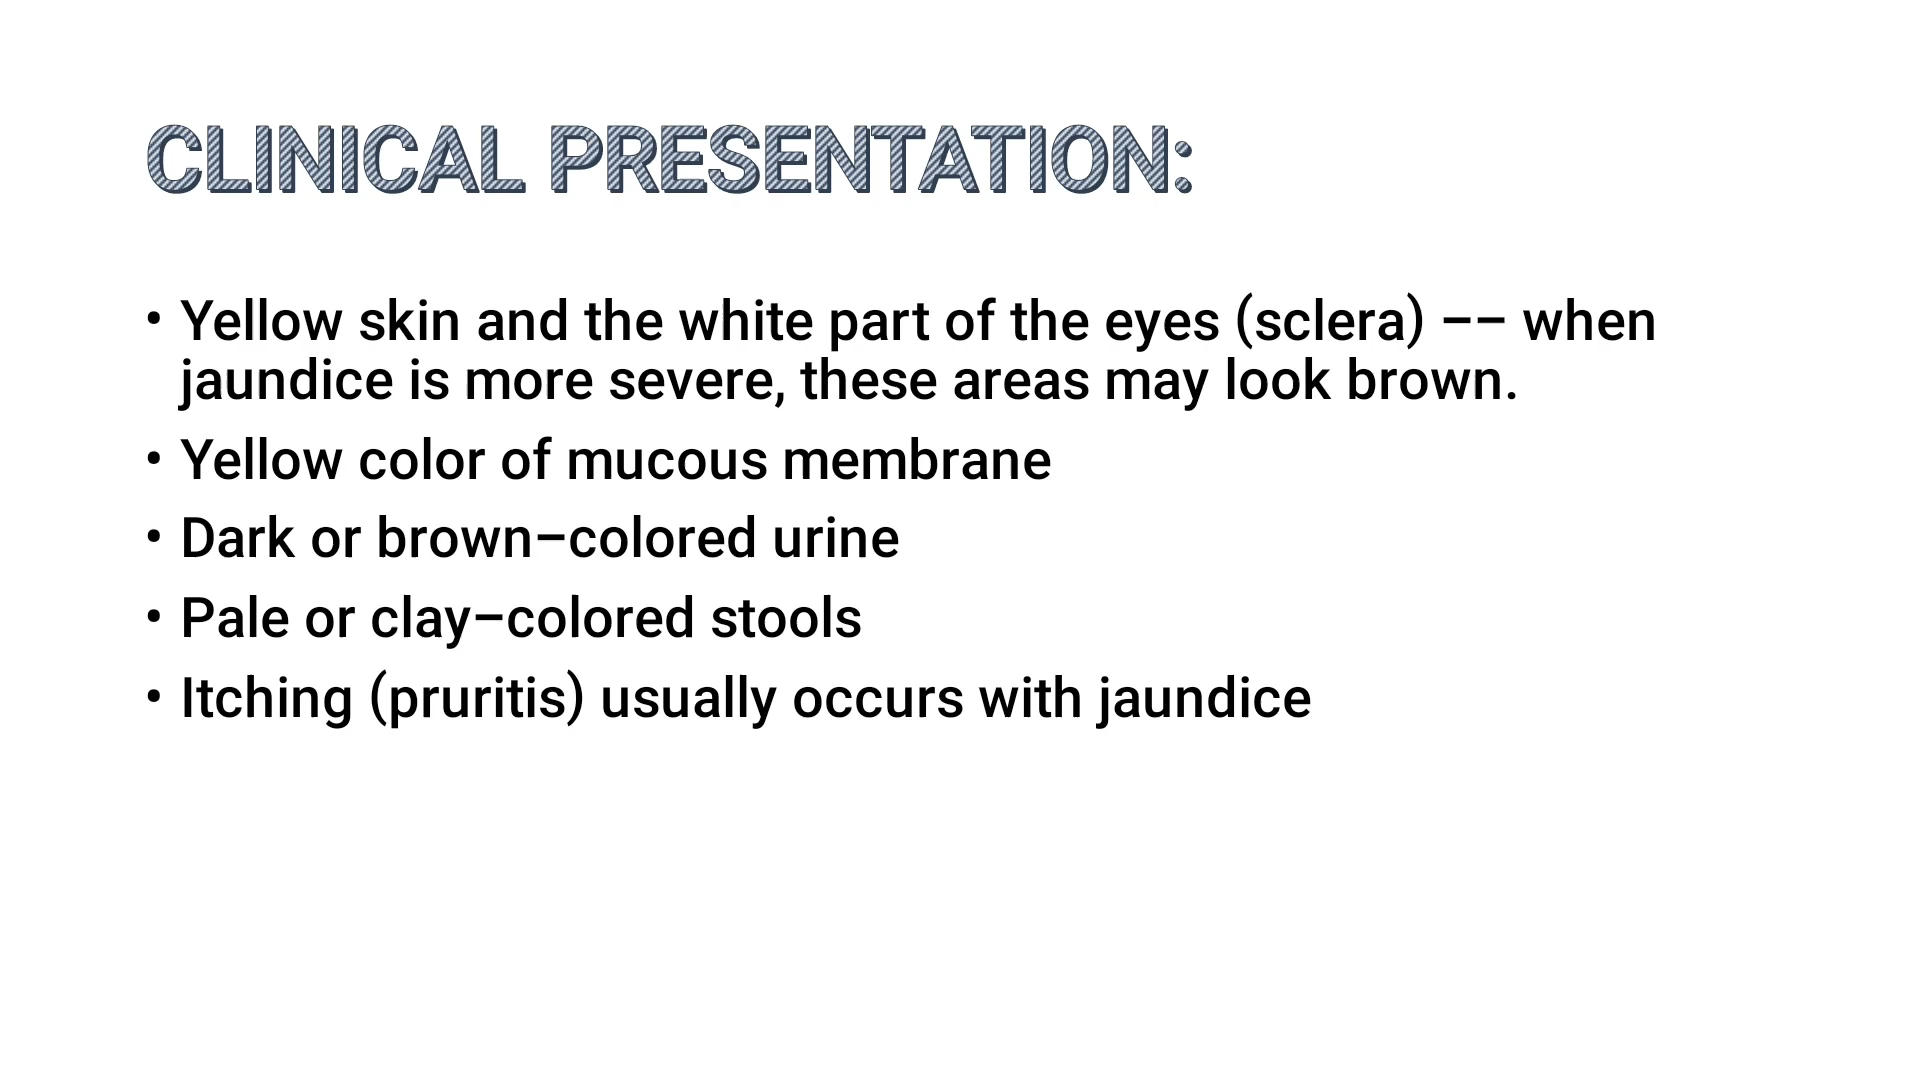 CLINICAL PRESENTATION:
• Yellow skin and the white part of the eyes (sclera) –– when
jaundice is more severe, these areas may look brown.
• Yellow color of mucous membrane
• Dark or brown–colored urine
• Pale or clay–colored stools
• Itching (pruritis) usually occurs with jaundice